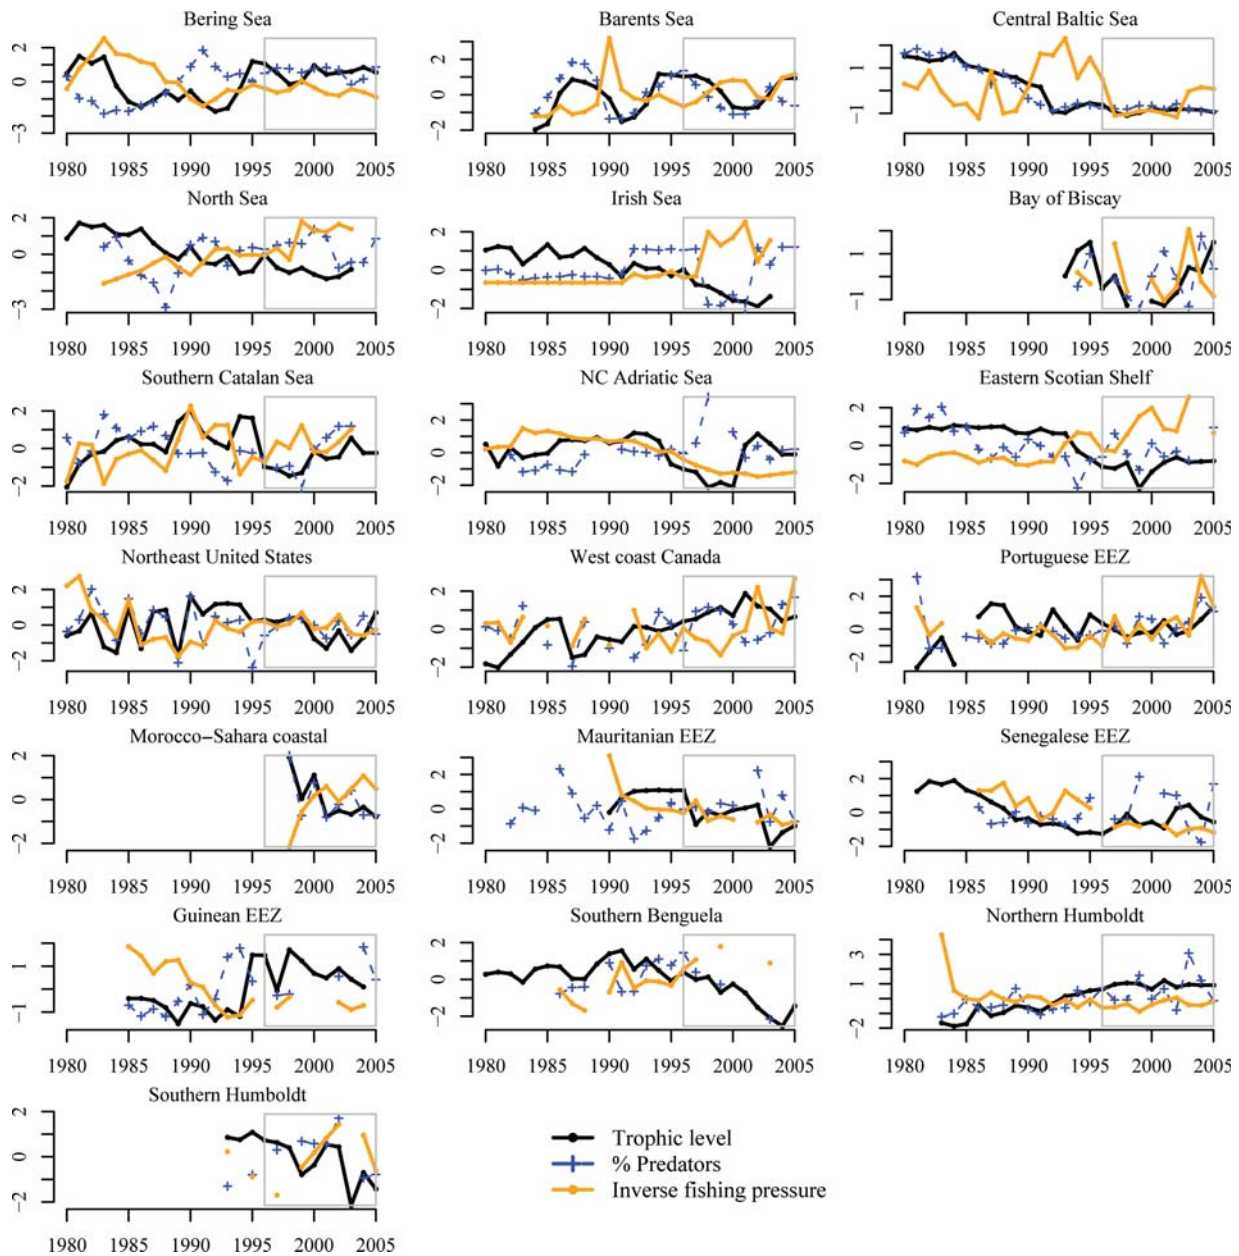 Bering Sea Barents Sea Central Baltic Sea
2 0 −3 2 0 −2 1 −1
1980 1985 1990 1995 2000 2005 1980 1985 1990 1995 2000 2005 1980 1985 1990 1995 2000 2005
North Sea Irish Sea Bay of Biscay
2 0 −3 2 0 −2 1 −1
1980 1985 1990 1995 2000 2005 1980 1985 1990 1995 2000 2005 1980 1985 1990 1995 2000 2005
Southern Catalan Sea NC Adriatic Sea Eastern Scotian Shelf
2 0 −2 2 0 −2 2 0 −2
1980 1985 1990 1995 2000 2005 1980 1985 1990 1995 2000 2005 1980 1985 1990 1995 2000 2005
Northeast United States West coast Canada Portuguese EEZ
2 0 −2 2 0 −2 2 0 −2
1980 1985 1990 1995 2000 2005 1980 1985 1990 1995 2000 2005 1980 1985 1990 1995 2000 2005
Morocco−Sahara coastal Mauritanian EEZ Senegalese EEZ
2 0 −2 2 0 −2 2 0 −2
1980 1985 1990 1995 2000 2005 1980 1985 1990 1995 2000 2005 1980 1985 1990 1995 2000 2005
Guinean EEZ Southern Benguela Northern Humboldt
1 −1 2 0 −2 3 1 −2
1980 1985 1990 1995 2000 2005 1980 1985 1990 1995 2000 2005 1980 1985 1990 1995 2000 2005
Southern Humboldt
2 0 −2
1980 1985 1990 1995 2000 2005
Trophic level
% Predators
Inverse fishing pressure